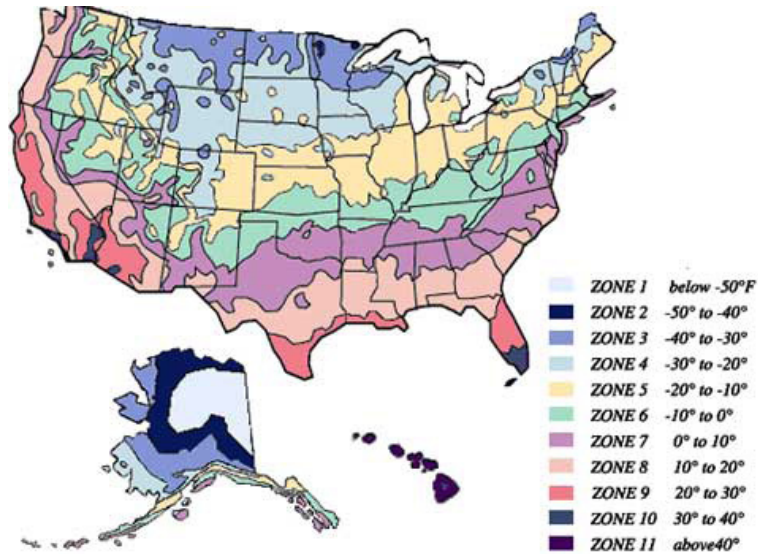 ZONE 1 below -50°F
ZONE 2 -50° to -40°
ZONE 3 -40° to -30°
ZONE 4 -30° to -20°
ZONE 5 -20° to -10°
ZONE 6 -10° to 0°
ZONE 7 0° to 10°
ZONE 8 10° to 20°
ZONE 9 20° to 30°
ZONE 10 30° to 40°
ZONE 11 above40°